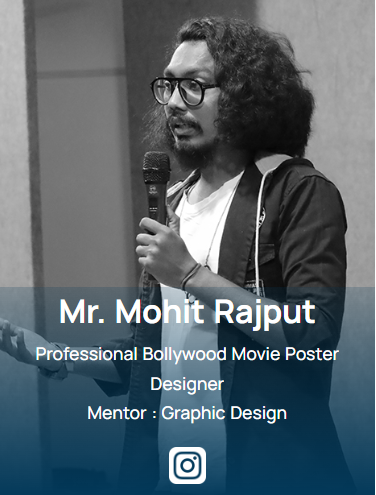 Mr. Mohit Rajput
Professional Bollywood Movie Poster
Designer
Mentor : Graphic Design